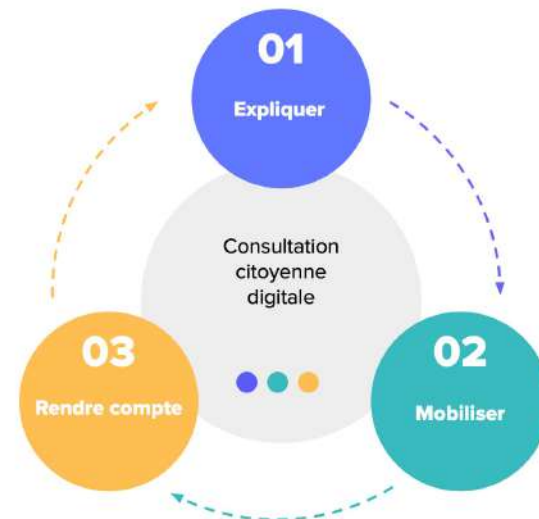 01
Expliquer
Consultation
citoyenne
digitale
03
Rendre compte
02
Mobiliser